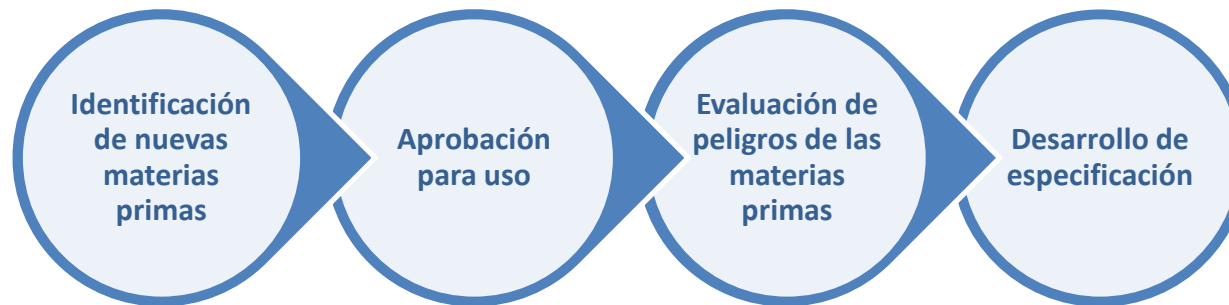 Identificación
de nuevas
materias
primas
Aprobación
para uso
Evaluación de
peligros de las
materias
primas
Desarrollo de
especificación